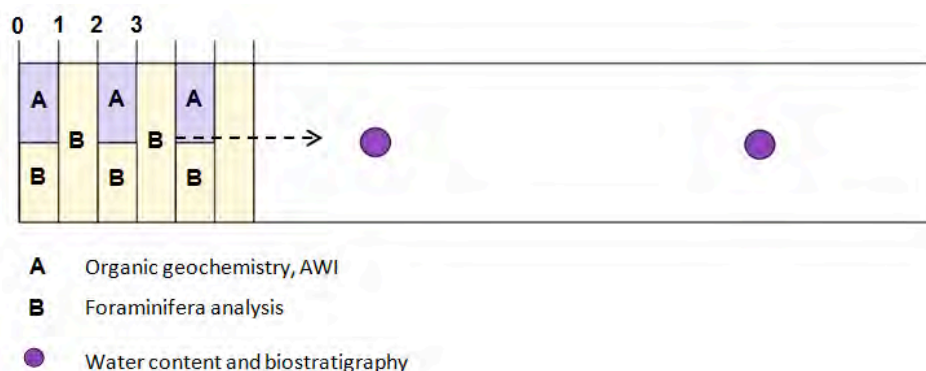 0 1 2 3
A A A
B B
B B B
A Organic geochemistry, AWI
B Foraminifera analysis
Water content and biostratigraphy